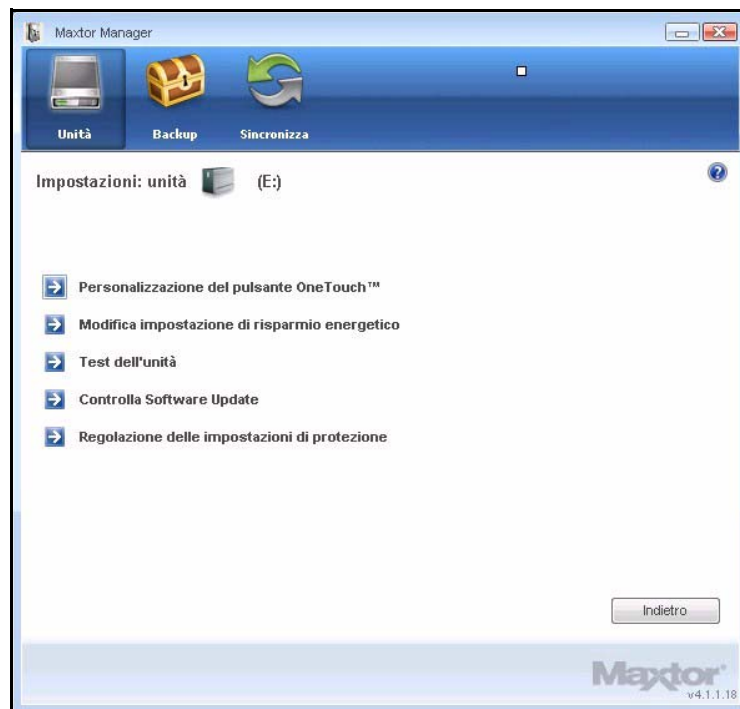 Maxtor Manager
Unità Backup Sincronizza
Impostazioni: unità (E:)
Personalizzazione del pulsante OneTouch™
Modifica impostazione di risparmio energetico
Test dell'unità
Controlla Software Update
Regolazione delle impostazioni di protezione
Indietro
Maxtor®
v4.1.1.18